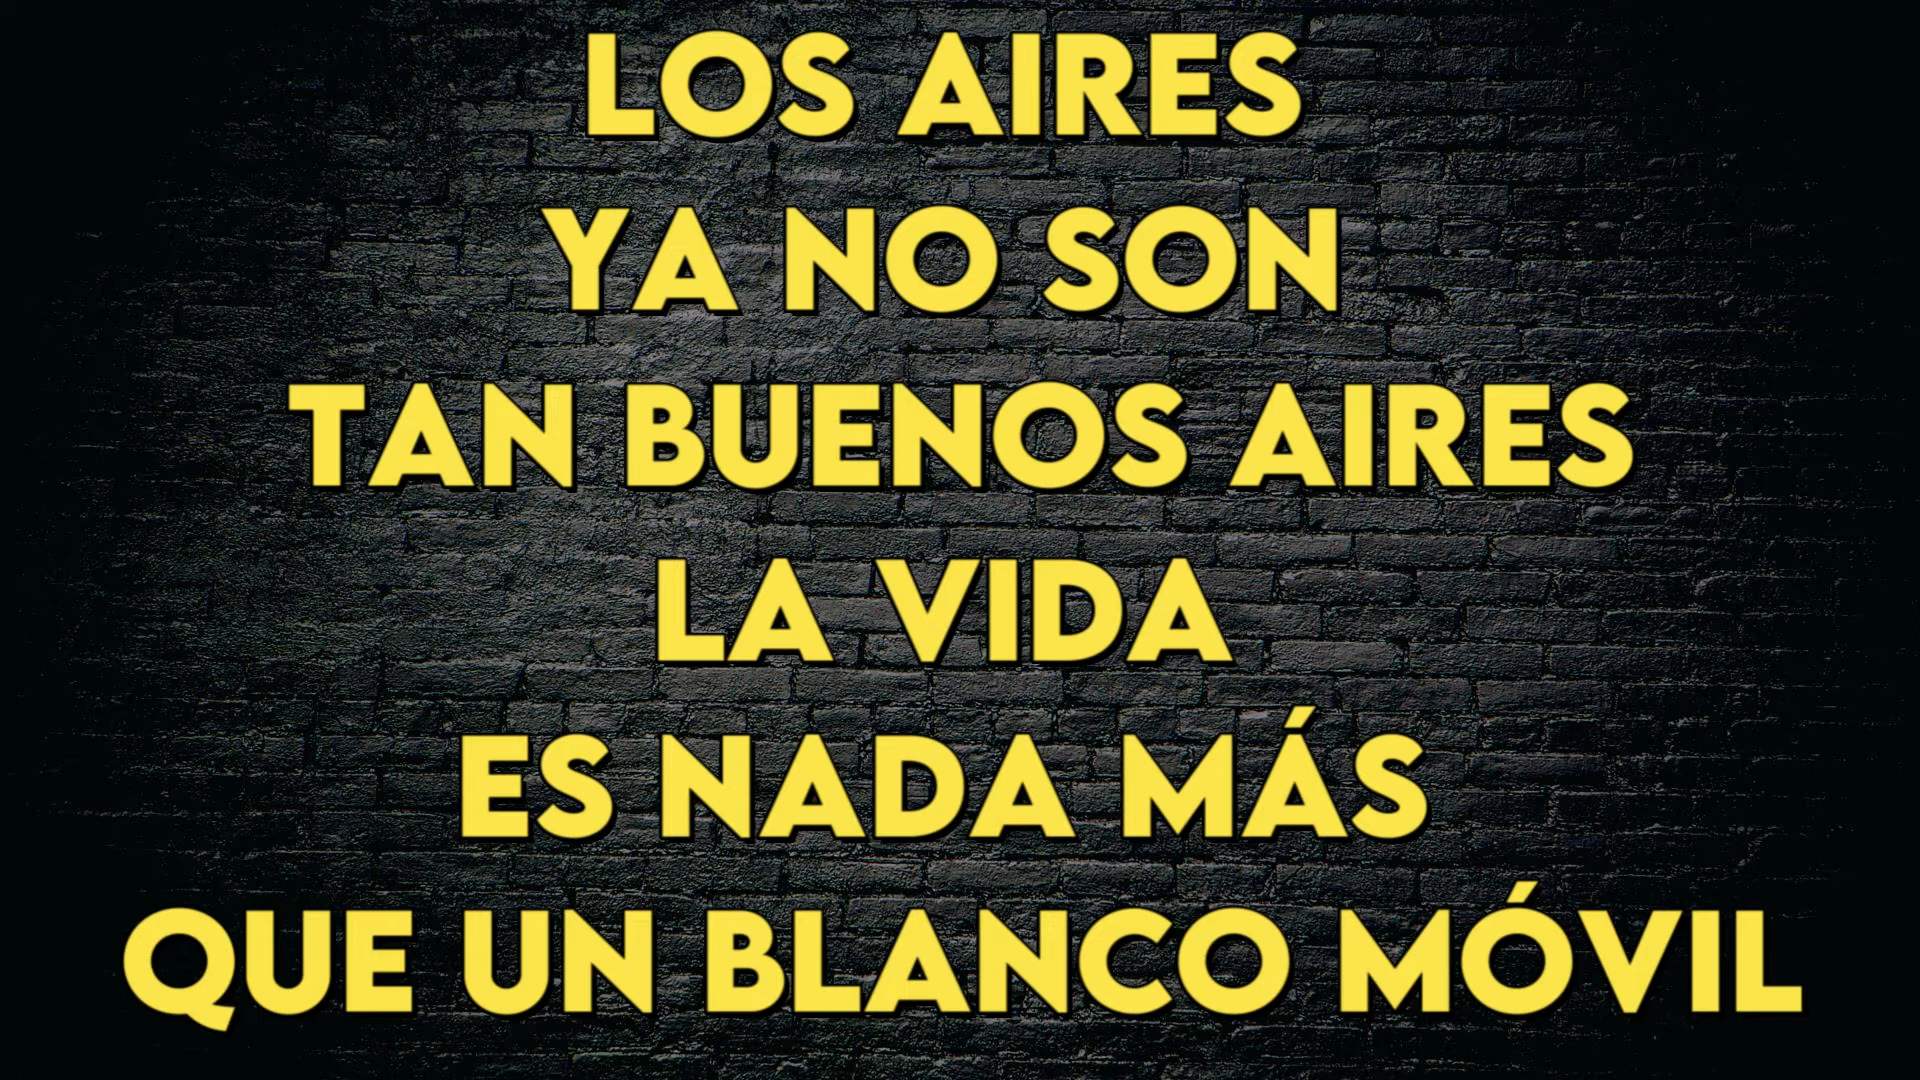 LOS AIRES
YA NO SON
TAN BUENOS AIRES
LA VIDA
ES NADA MÁS
QUE UN BLANCO MÓVIL